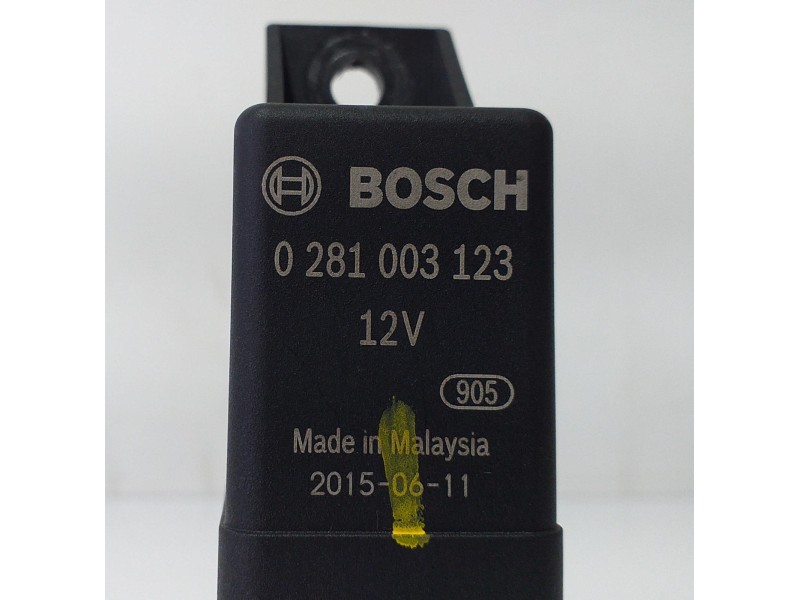 BOSCH
0 281 003 123
12V
905
Made in Malaysia
2015-06-11